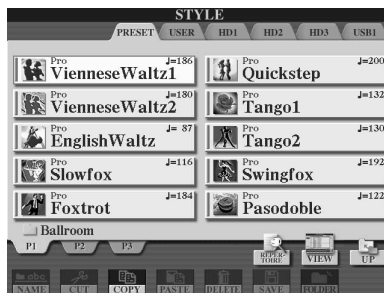 STYLE
PRESET USER HD1 HD2 HD3 USB1
Pro ♩=186
VienneseWaltz1
Pro ♩=200
Quickstep
Pro ♩=180
VienneseWaltz2
Pro ♩=132
Tango1
Pro ♩= 87
EnglishWaltz
Pro ♩=130
Tango2
Pro ♩=116
Slowfox
Pro ♩=192
Swingfox
Pro ♩=184
Foxtrot
Pro ♩=122
Pasodoble
Ballroom
P1 P2 P3
REPER-
TOIRE
VIEW UP
abc
NAME CUT COPY PASTE DELETE SAVE FOLDER